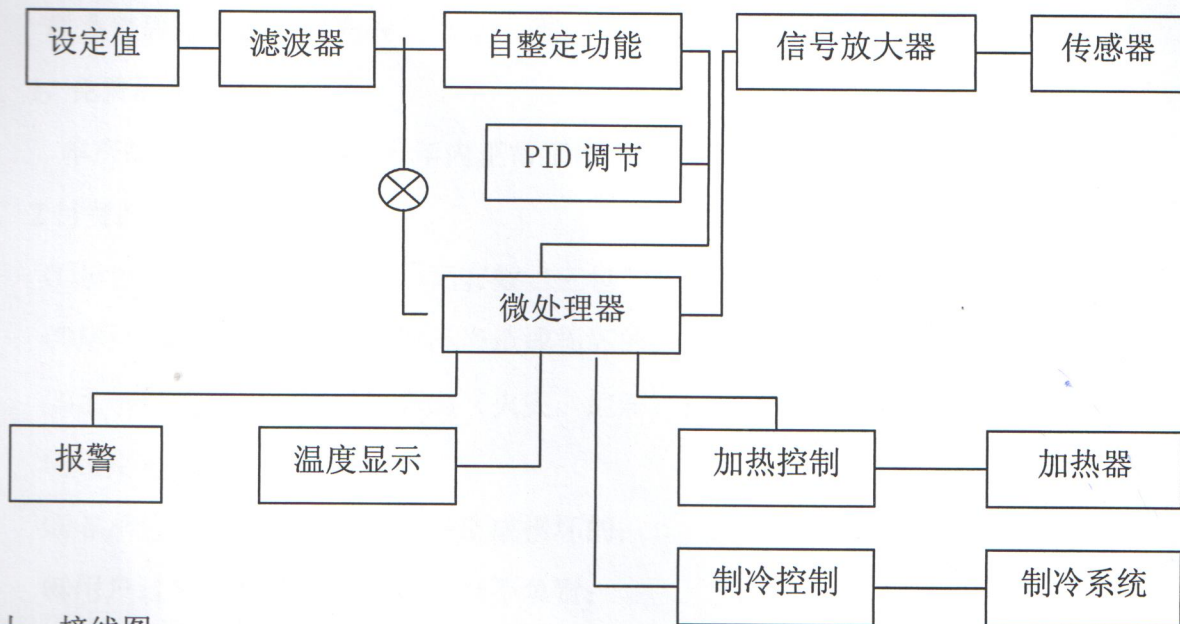 设定值 滤波器 自整定功能 信号放大器 传感器
PID 调节
微处理器
报警 温度显示 加热控制 加热器
制冷控制 制冷系统
接线图